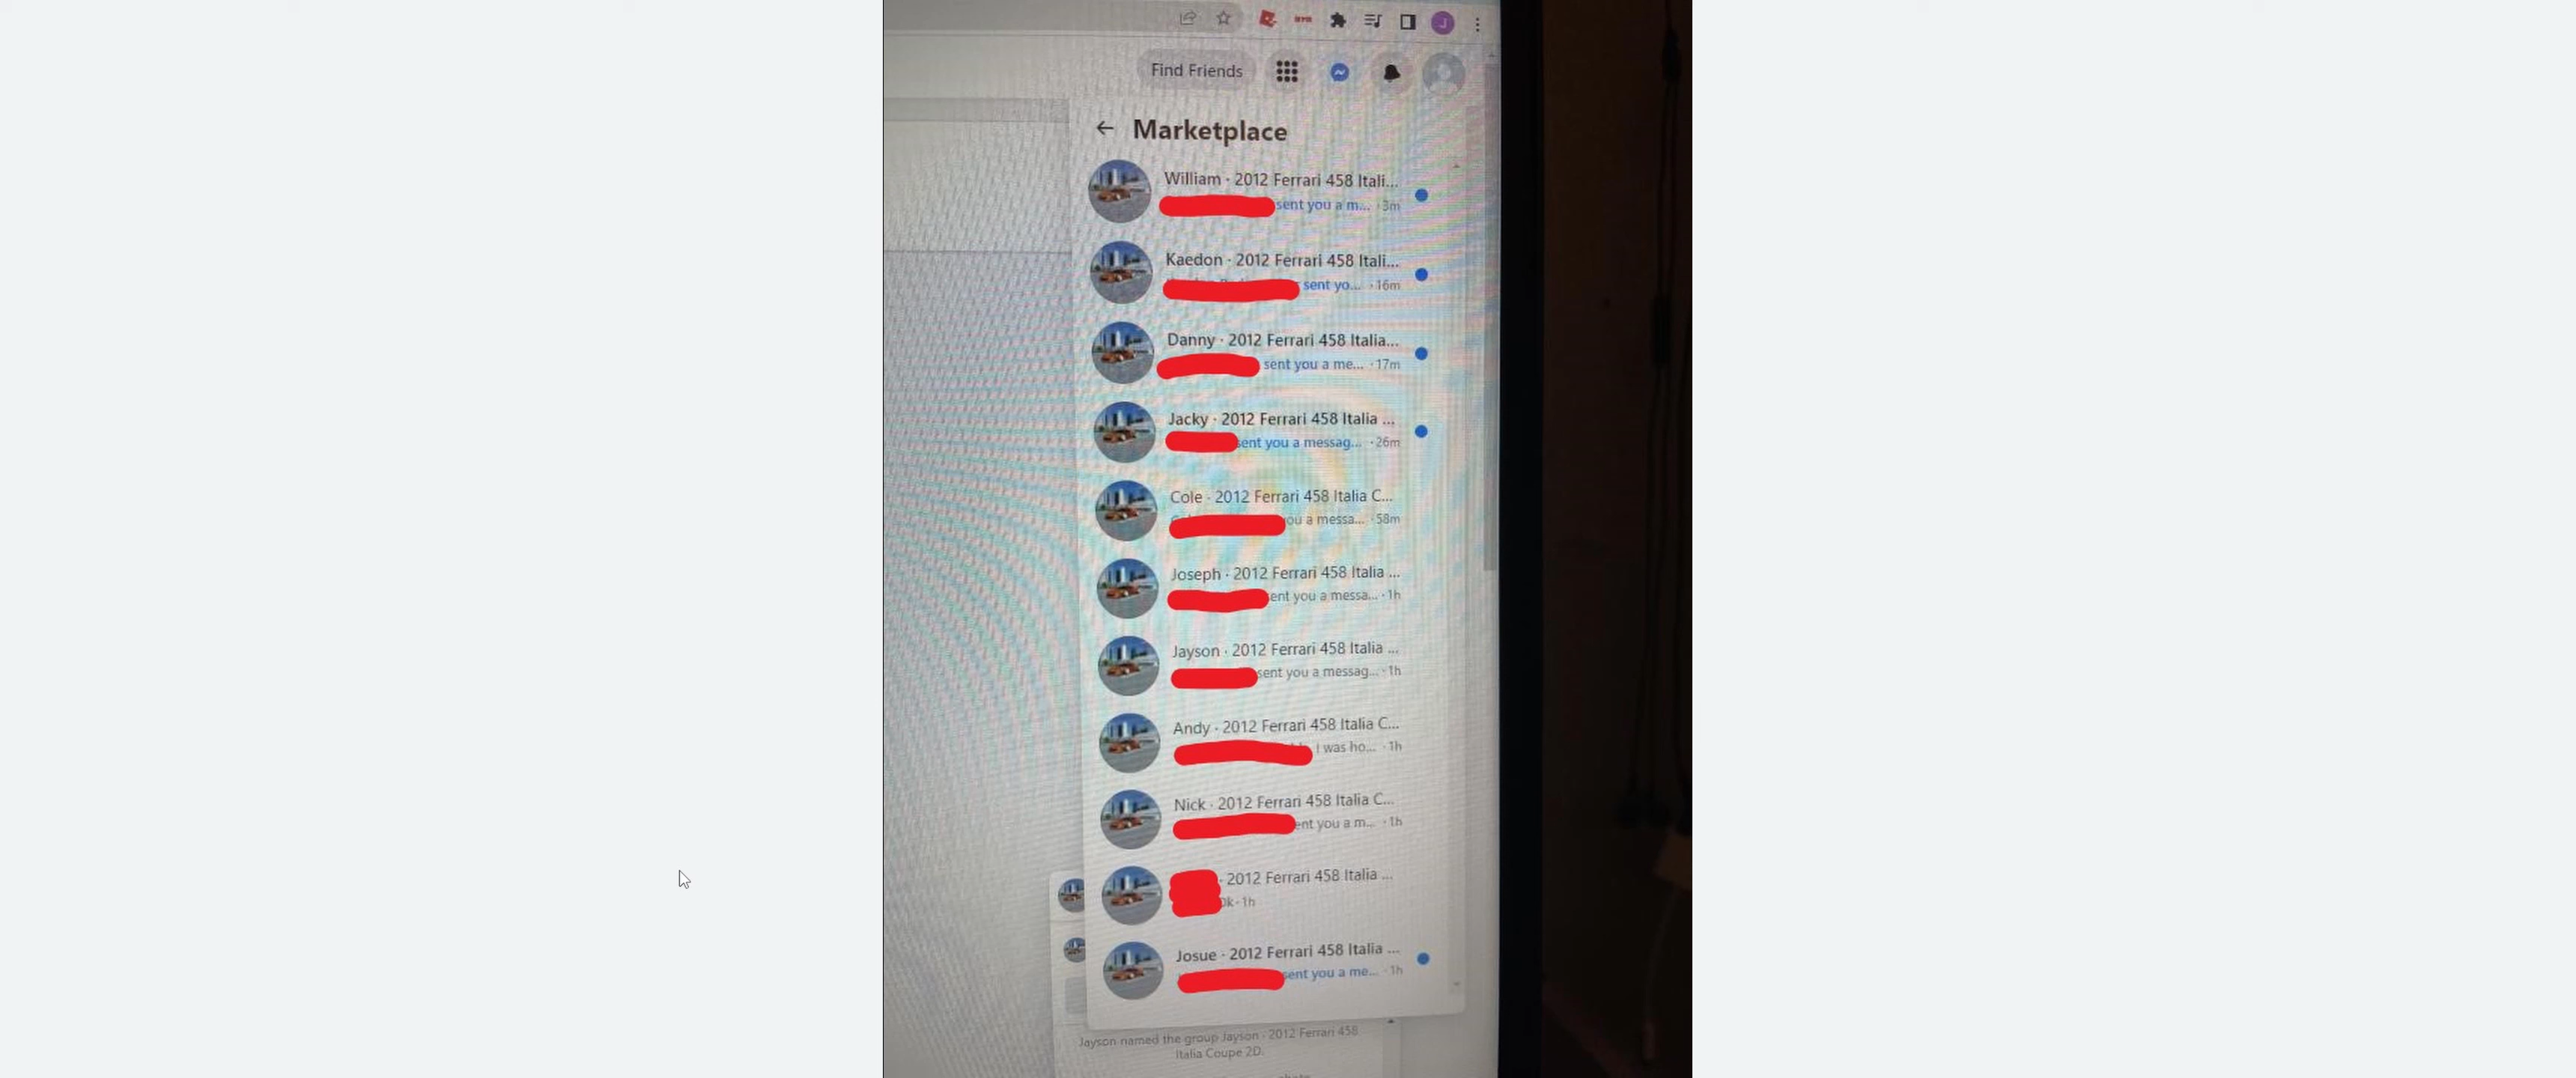 Find Friends
Marketplace
William · 2012 Ferrari 458 Itali...
sent you a m... · 3m
Kaedon · 2012 Ferrari 458 Itali...
sent yo... · 16m
Danny · 2012 Ferrari 458 Italia...
sent you a me... · 17m
Jacky · 2012 Ferrari 458 Italia ...
sent you a messag... · 26m
Cole · 2012 Ferrari 458 Italia C...
you a messa... · 58m
Joseph · 2012 Ferrari 458 Italia ...
sent you a messa... · 1h
Jayson · 2012 Ferrari 458 Italia ...
sent you a messag... · 1h
Andy · 2012 Ferrari 458 Italia C...
I was ho... · 1h
Nick · 2012 Ferrari 458 Italia C...
ent you a m... · 1h
· 2012 Ferrari 458 Italia ...
Ok · 1h
Josue · 2012 Ferrari 458 Italia ...
sent you a me... · 1h
Jayson named the group Jayson · 2012 Ferrari 458
Italia Coupe 2D.